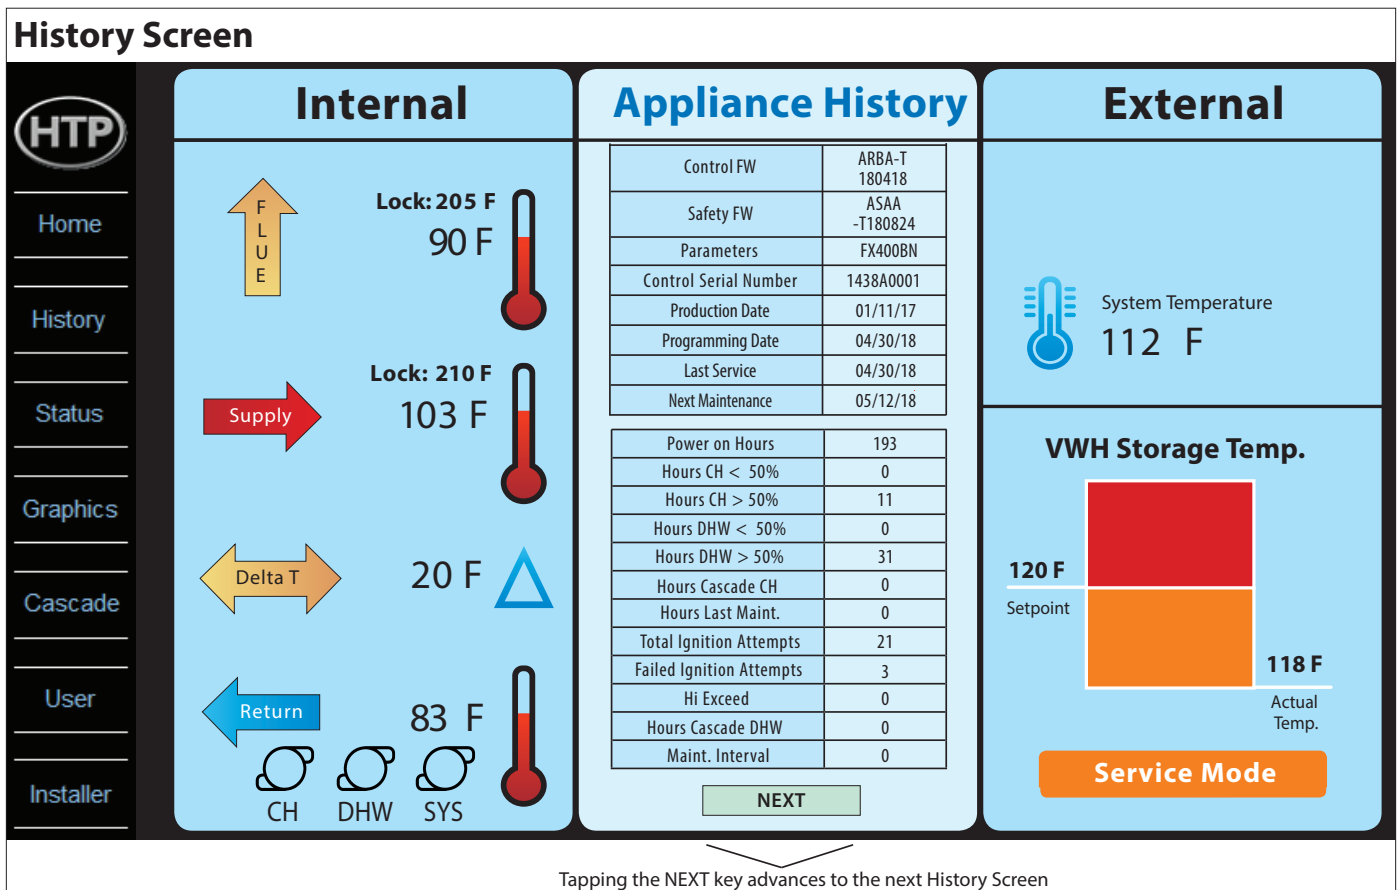 History Screen
HTP
Home
History
Status
Graphics
Cascade
User
Installer
Internal
FLUE
Lock: 205 F
90 F
Lock: 210 F
Supply
103 F
Delta T
20 F
Return
83 F
CH DHW SYS
Appliance History
Control FW ARBA-T
180418
Safety FW ASAA
-T180824
Parameters FX400BN
Control Serial Number 1438A0001
Production Date 01/11/17
Programming Date 04/30/18
Last Service 04/30/18
Next Maintenance 05/12/18
Power on Hours 193
Hours CH < 50% 0
Hours CH > 50% 11
Hours DHW < 50% 0
Hours DHW > 50% 31
Hours Cascade CH 0
Hours Last Maint. 0
Total Ignition Attempts 21
Failed Ignition Attempts 3
Hi Exceed 0
Hours Cascade DHW 0
Maint. Interval 0
NEXT
External
System Temperature
112 F
VWH Storage Temp.
120 F
Setpoint
118 F
Actual
Temp.
Service Mode
Tapping the NEXT key advances to the next History Screen